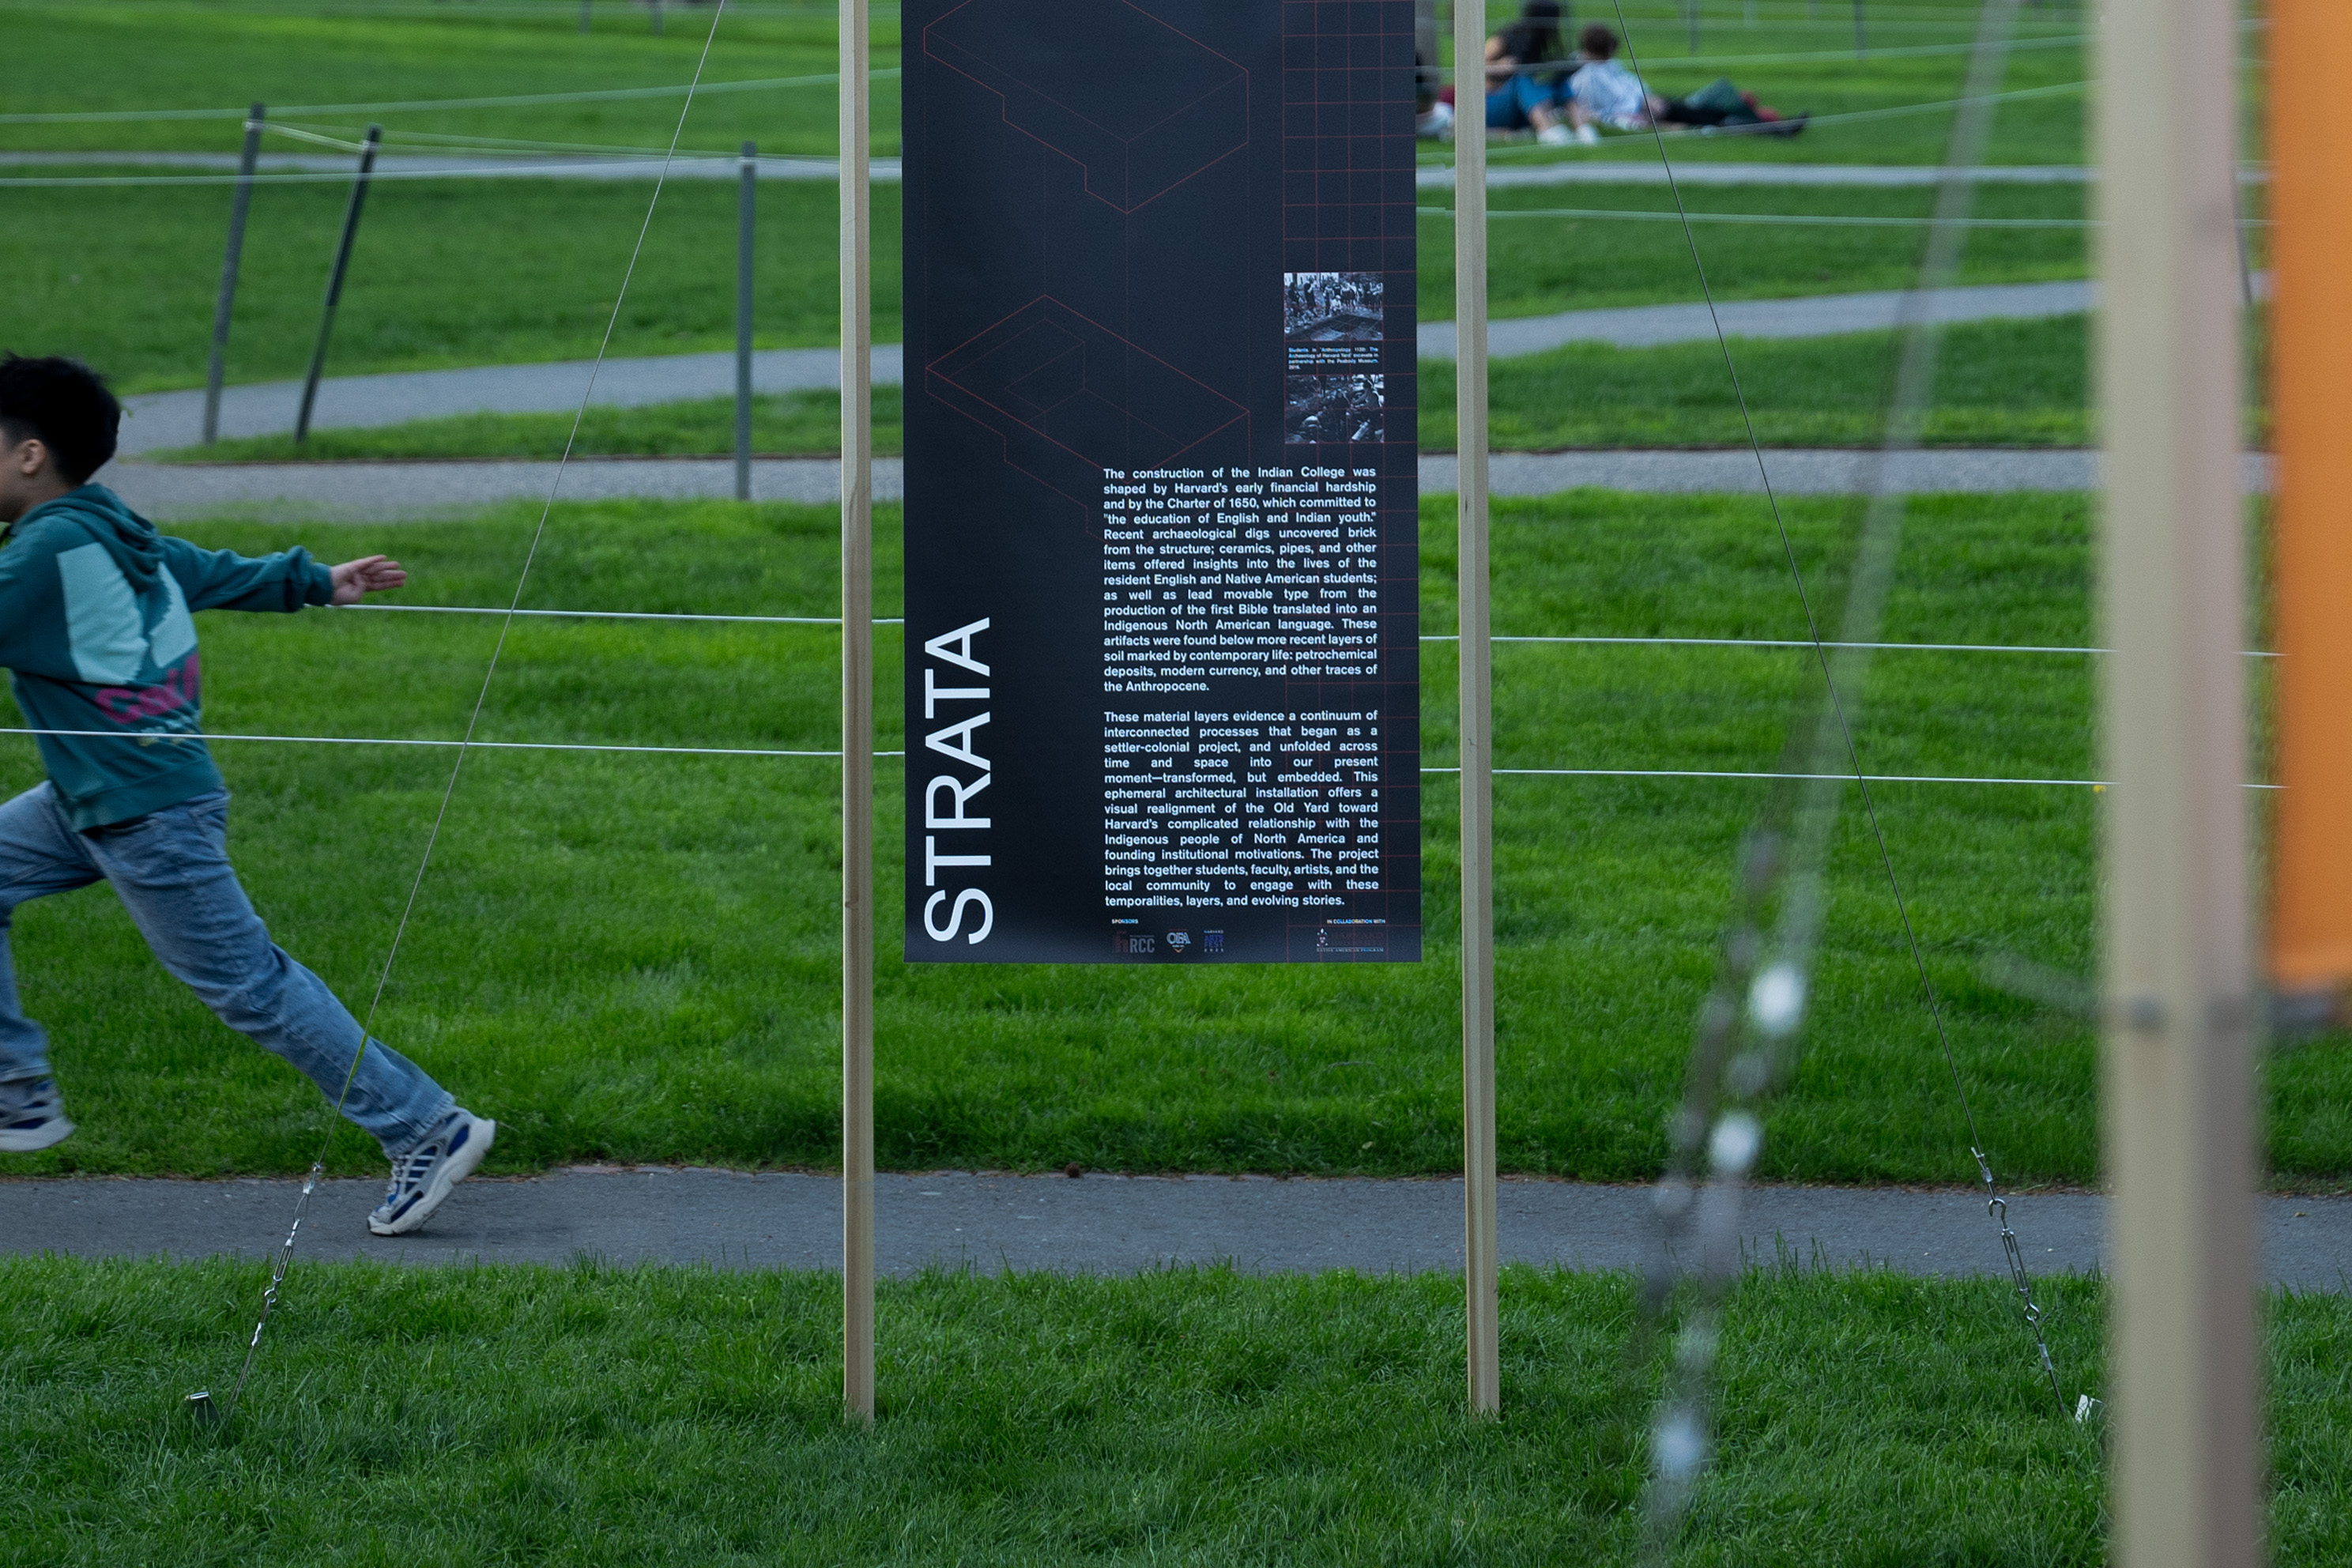 Students in "Anthropology 1130: The
Archaeology of Harvard Yard" excavate in
partnership with the Peabody Museum,
The construction of the Indian College was
shaped by Harvard's early financial hardship
and by the Charter of 1650, which committed to
"the education of English and Indian youth."
Recent archaeological digs uncovered brick
from the structure; ceramics, pipes, and other
items offered insights into the lives of the
resident English and Native American students;
as well as lead movable type from the
production of the first Bible translated into an
Indigenous North American language. These
artifacts were found below more recent layers of
soil marked by contemporary life: petrochemical
deposits, modern currency, and other traces of
the Anthropocene.
These material layers evidence a continuum of
interconnected processes that began as a
settler-colonial project, and unfolded across
time and space into our present
moment—transformed, but embedded. This
ephemeral architectural installation offers a
visual realignment of the Old Yard toward
Harvard's complicated relationship with the
Indigenous people of North America and
founding institutional motivations. The project
brings together students, faculty, artists, and the
local community to engage with these
temporalities, layers, and evolving stories.
STRATA
SPONSORS
IN COLLABORATION WITH
RCC
OFA
NATIVE AMERICAN PROGRAM